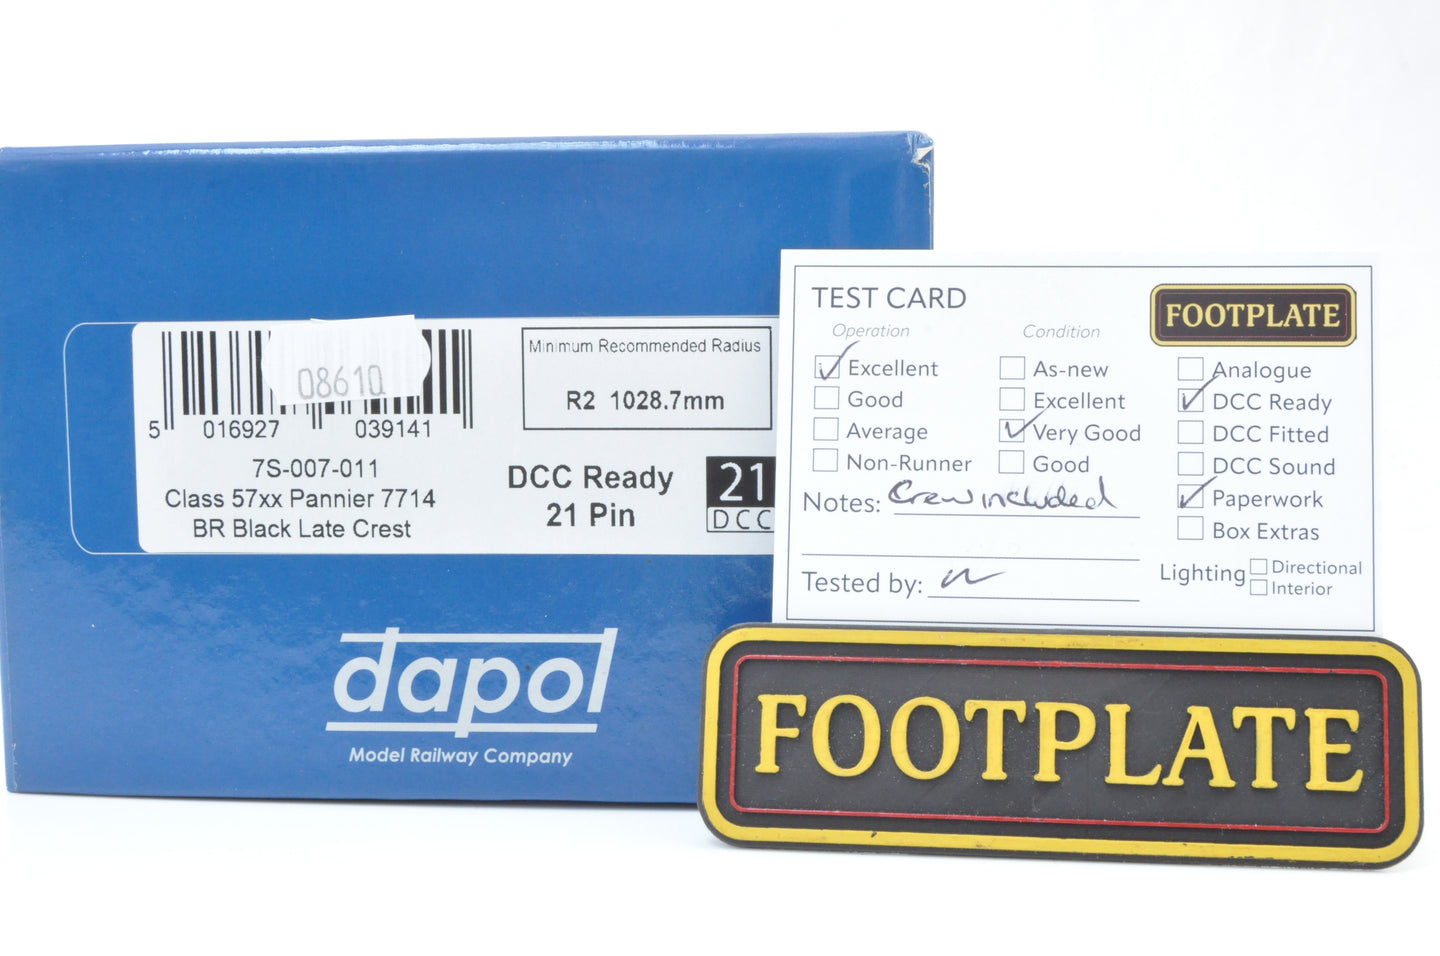 08610
5 016927 039141
7S-007-011
Class 57xx Pannier 7714
BR Black Late Crest
Minimum Recommended Radius
R2 1028.7mm
DCC Ready
21 Pin
21
DCC
dapol
Model Railway Company
TEST CARD
FOOTPLATE
Operation
Excellent
Good
Average
Non-Runner
Condition
As-new
Excellent
Very Good
Good
Analogue
DCC Ready
DCC Fitted
DCC Sound
Paperwork
Box Extras
Notes: Crew included
Tested by:
Lighting
Directional
Interior
FOOTPLATE